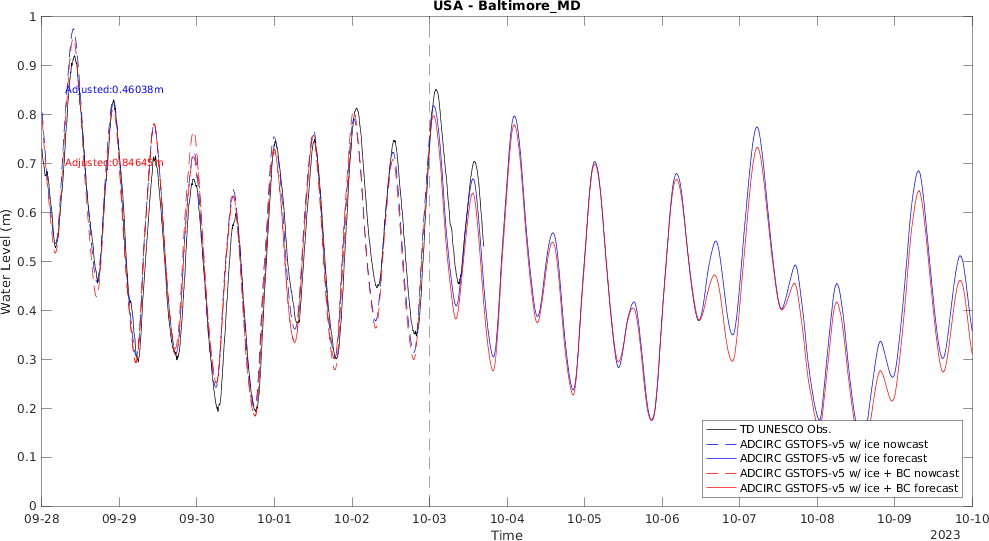 USA - Baltimore_MD
1
0.9
0.8
0.7
0.6
0.5
0.4
0.3
0.2
0.1
0
Water Level (m)
Adjusted:0.46038m
Adjusted:0.84645m
TD UNESCO Obs.
ADCIRC GSTOFS-v5 w/ ice nowcast
ADCIRC GSTOFS-v5 w/ ice forecast
ADCIRC GSTOFS-v5 w/ ice + BC nowcast
ADCIRC GSTOFS-v5 w/ ice + BC forecast
09-28 09-29 09-30 10-01 10-02 10-03 10-04 10-05 10-06 10-07 10-08 10-09 10-10
Time
2023